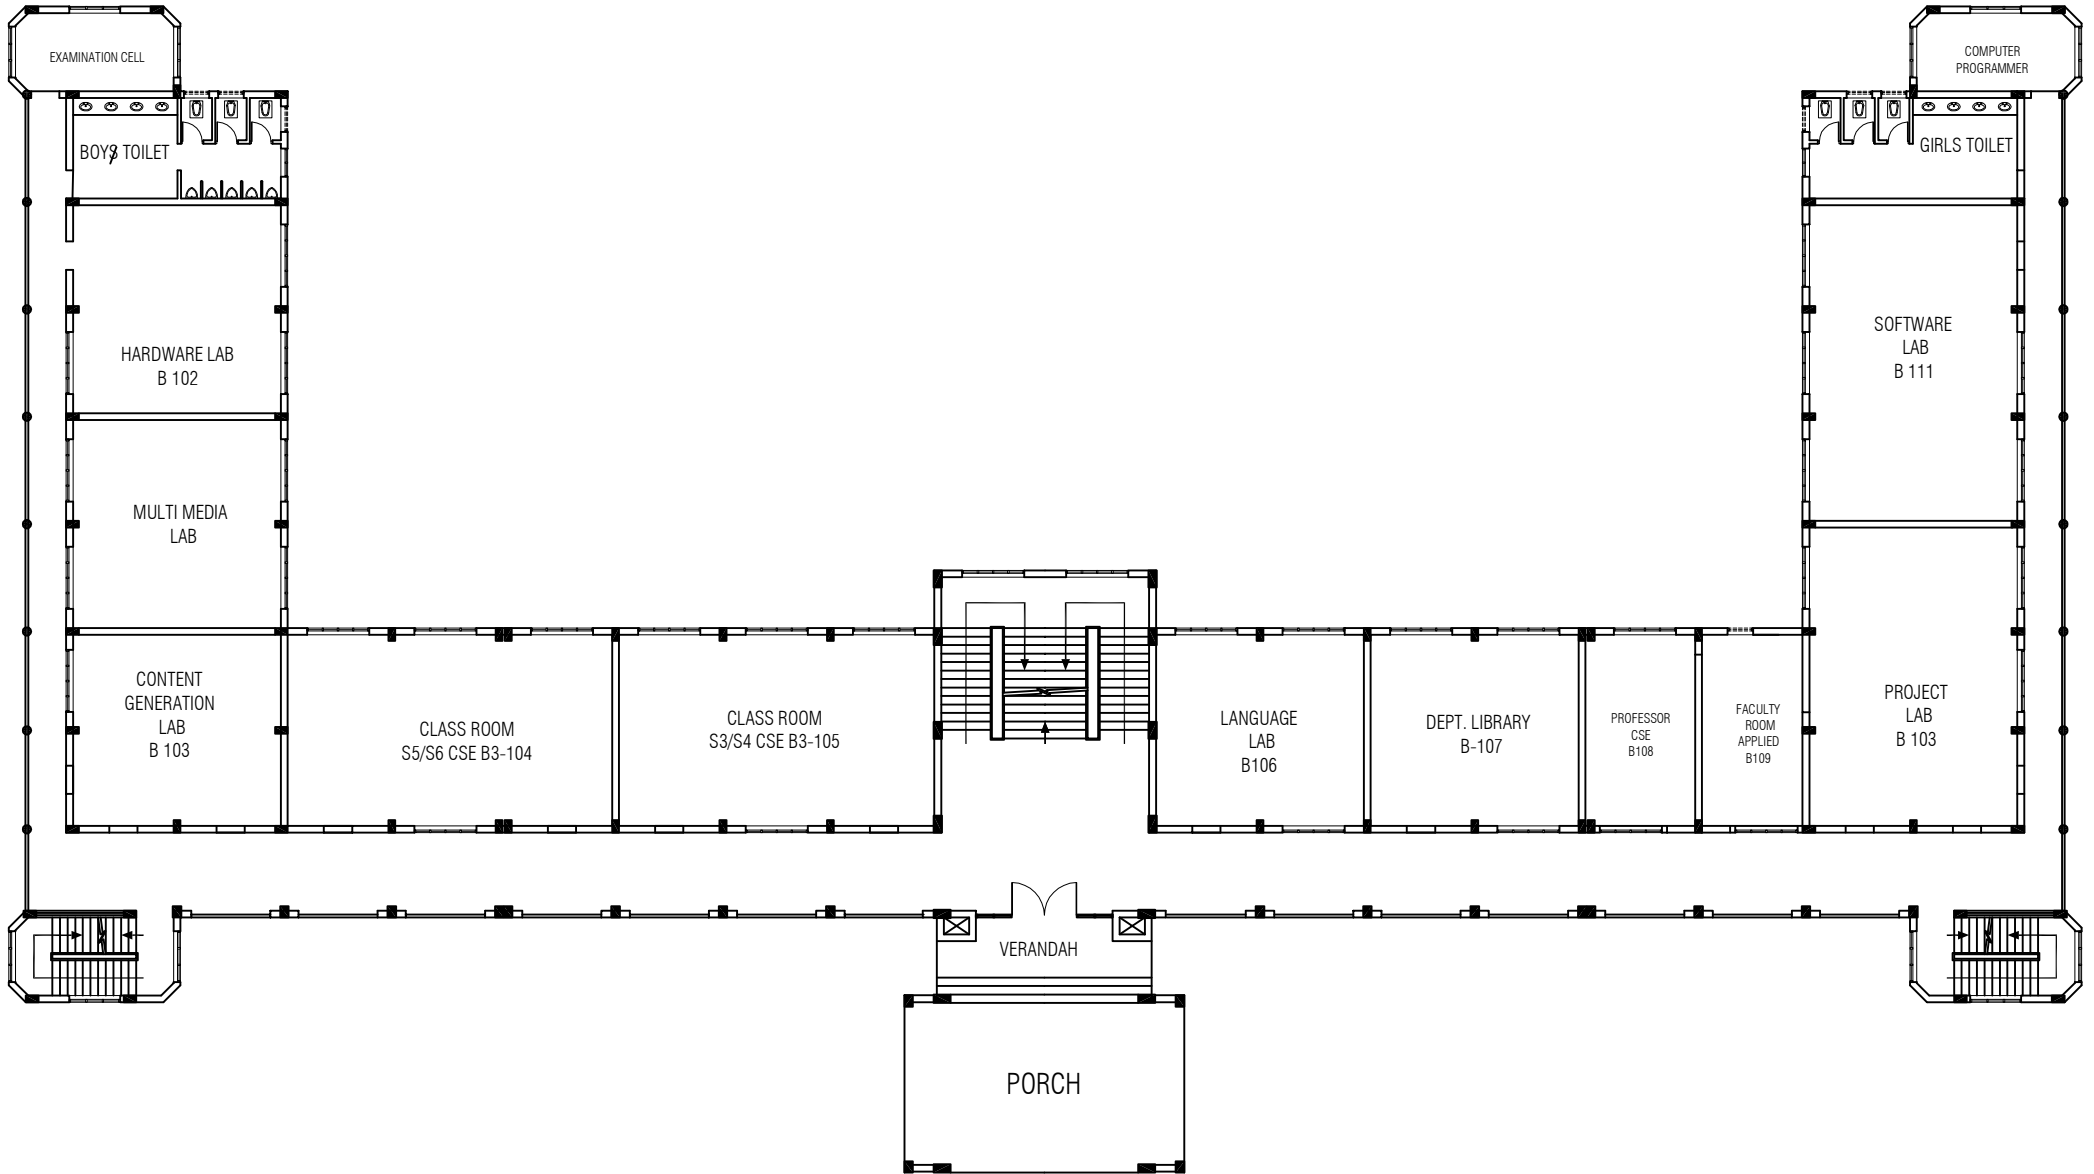 EXAMINATION CELL
COMPUTER
PROGRAMMER
BOYS TOILET
GIRLS TOILET
HARDWARE LAB
B 102
SOFTWARE
LAB
B 111
MULTI MEDIA
LAB
CONTENT
GENERATION
LAB
B 103
CLASS ROOM
S5/S6 CSE B3-104
CLASS ROOM
S3/S4 CSE B3-105
LANGUAGE
LAB
B106
DEPT. LIBRARY
B-107
PROFESSOR
CSE
B108
FACULTY
ROOM
APPLIED
B109
PROJECT
LAB
B 103
VERANDAH
PORCH